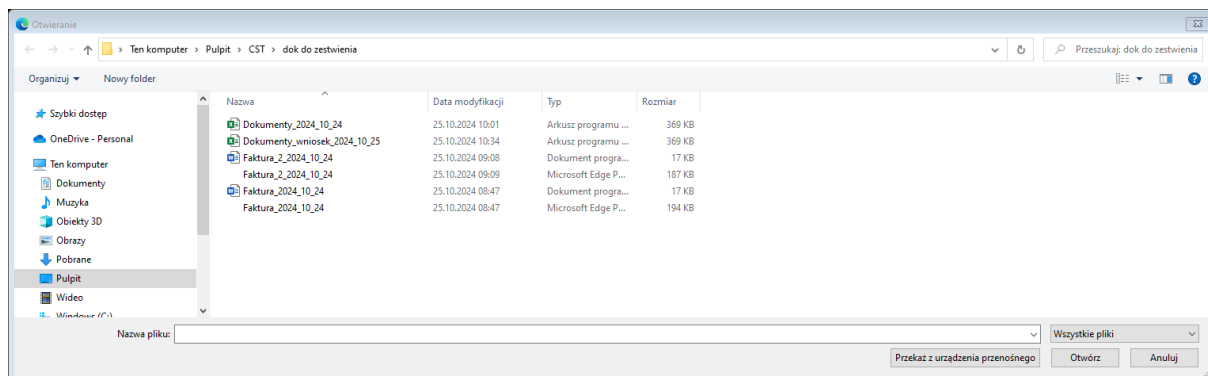 Otwieranie
Ten komputer > Pulpit > CST > dok do zestwienia
Przeszukaj: dok do zestwienia
Organizuj Nowy folder
Szybki dostęp
OneDrive - Personal
Ten komputer
Dokumenty
Muzyka
Obiekty 3D
Obrazy
Pobrane
Pulpit
Wideo
Windows (C:)
Nazwa Data modyfikacji Typ Rozmiar
Dokumenty_2024_10_24 25.10.2024 10:01 Arkusz programu ... 369 KB
Dokumenty_wniosek_2024_10_25 25.10.2024 10:34 Arkusz programu ... 369 KB
Faktura_2_2024_10_24 25.10.2024 09:08 Dokument progra... 17 KB
Faktura_2_2024_10_24 25.10.2024 09:09 Microsoft Edge P... 187 KB
Faktura_2024_10_24 25.10.2024 08:47 Dokument progra... 17 KB
Faktura_2024_10_24 25.10.2024 08:47 Microsoft Edge P... 194 KB
Nazwa pliku:
Wszystkie pliki
Przekaż z urządzenia przenośnego Otwórz Anuluj